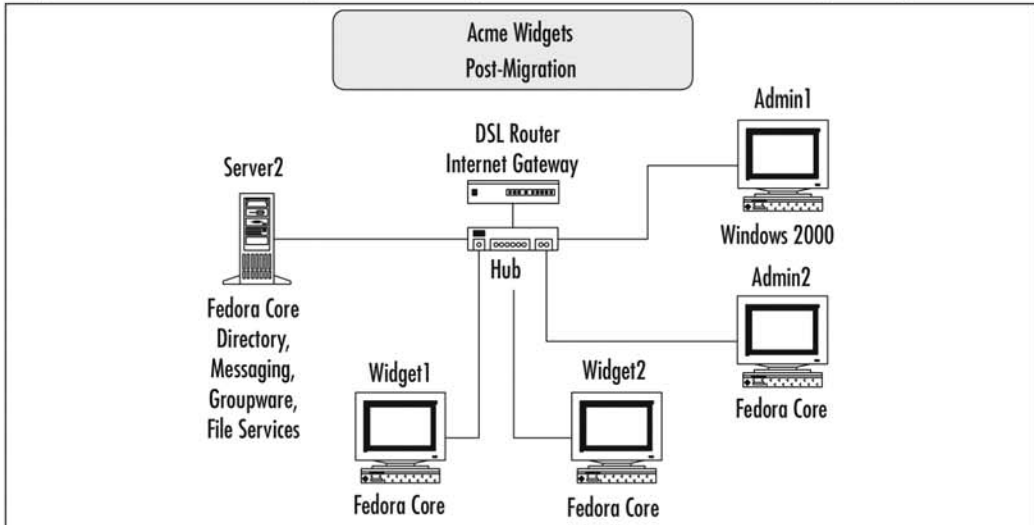 Acme Widgets
Post-Migration
DSL Router
Internet Gateway
Hub
Server2
Fedora Core
Directory,
Messaging,
Groupware,
File Services
Widget1
Fedora Core
Widget2
Fedora Core
Admin1
Windows 2000
Admin2
Fedora Core